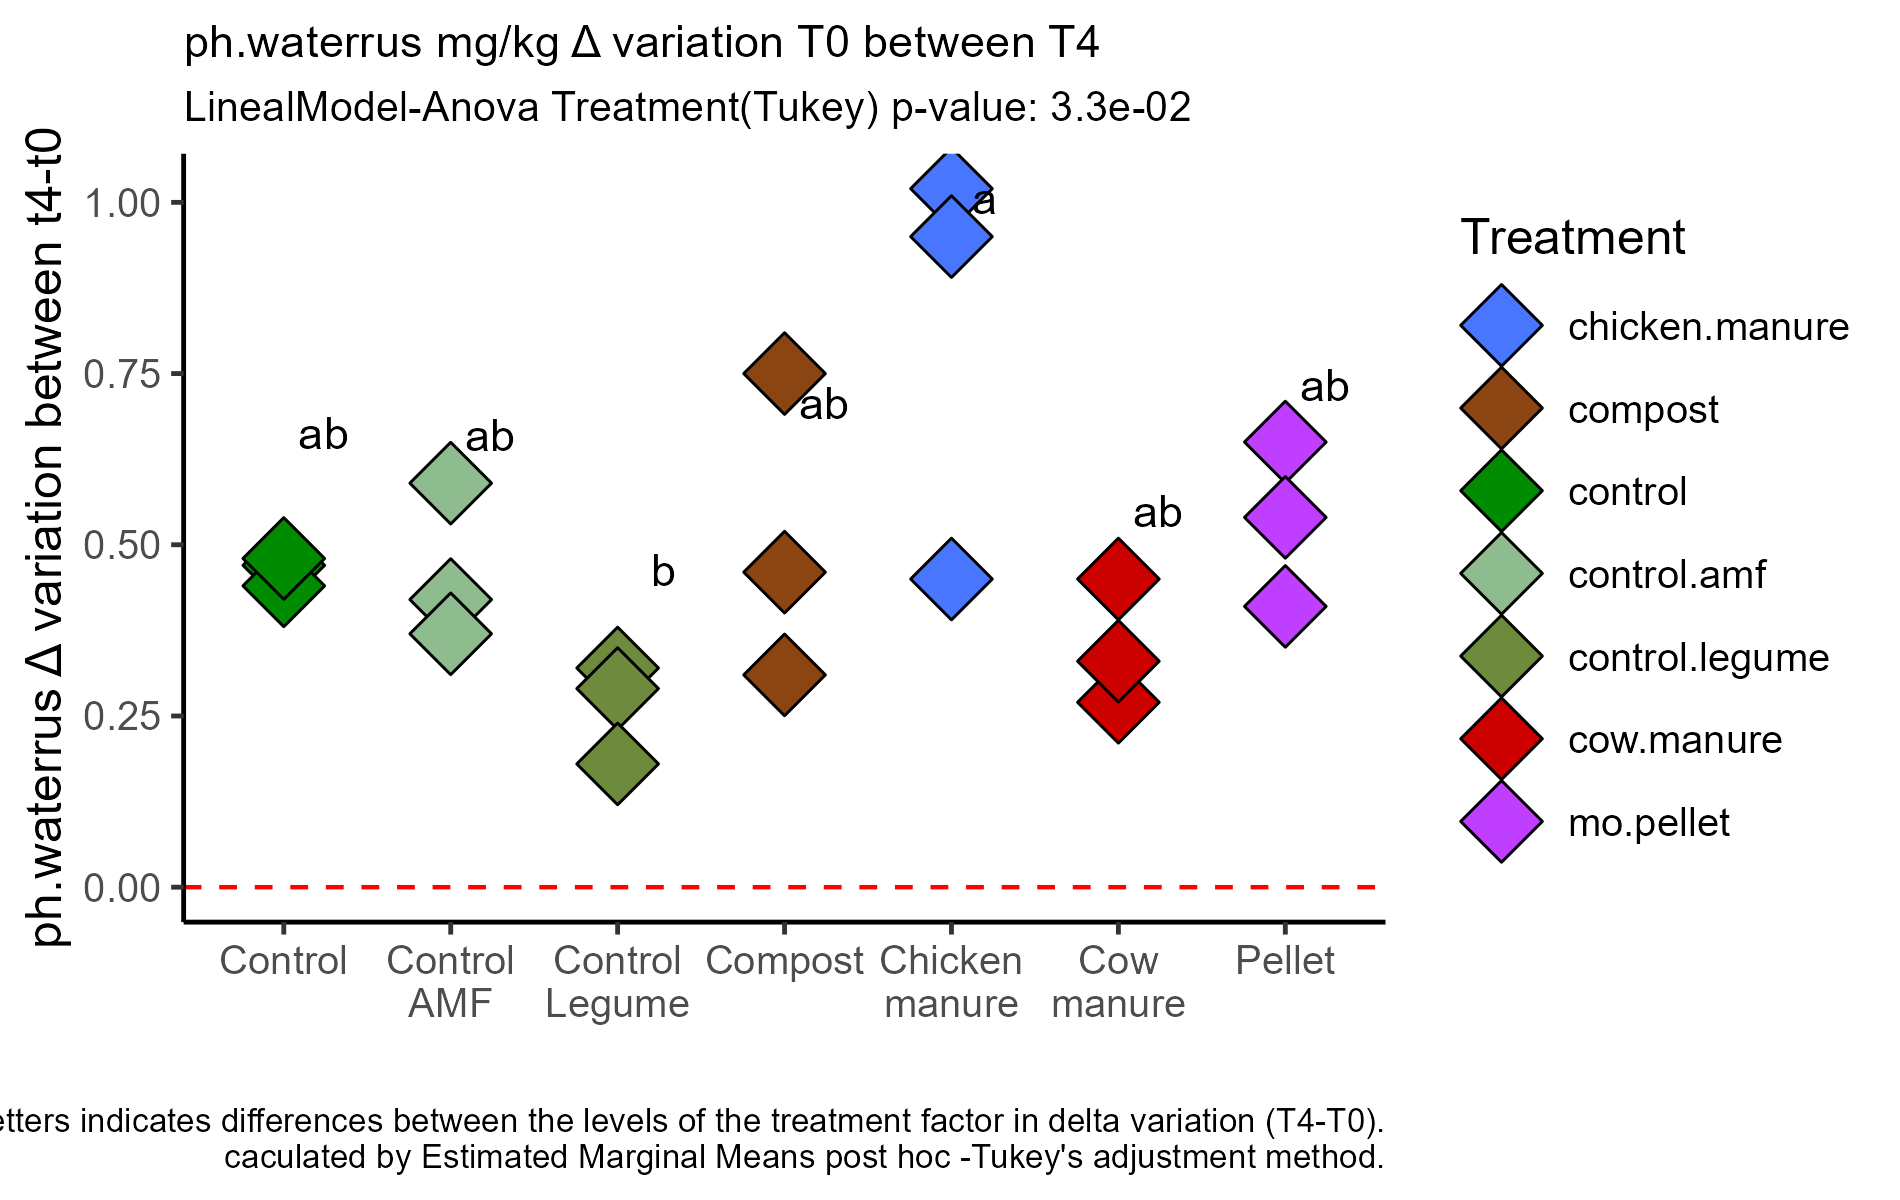 ph.waterrus mg/kg Δ variation T0 between T4
LinealModel-Anova Treatment(Tukey) p-value: 3.3e-02
ph.waterrus Δ variation between t4-t0
1.00
0.75
0.50
0.25
0.00
ab
ab
b
ab
a
ab
ab
Control
Control
AMF
Control
Legume
Compost
Chicken
manure
Cow
manure
Pellet
Treatment
chicken.manure
compost
control
control.amf
control.legume
cow.manure
mo.pellet
indicates differences between the levels of the treatment factor in delta variation (T4-T0).
caculated by Estimated Marginal Means post hoc -Tukey's adjustment method.